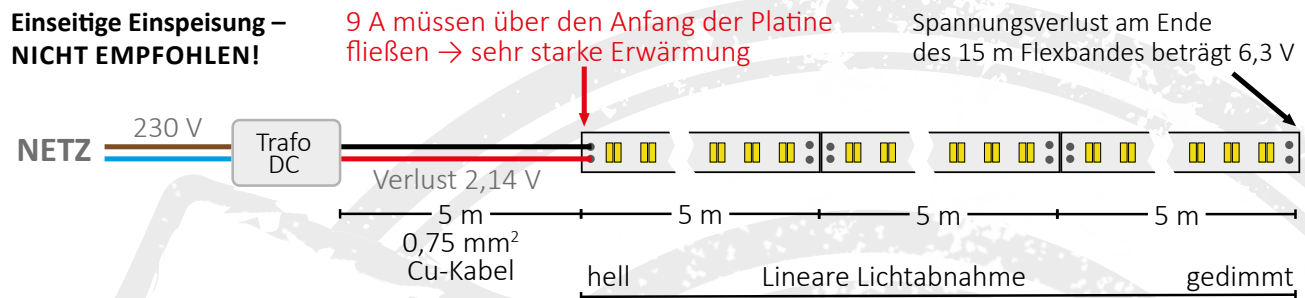 Einseitige Einspeisung –
NICHT EMPFOHLEN!
9 A müssen über den Anfang der Platine
fließen → sehr starke Erwärmung
Spannungsverlust am Ende
des 15 m Flexbandes beträgt 6,3 V
NETZ
230 V
Trafo
DC
Verlust 2,14 V
5 m
0,75 mm²
Cu-Kabel
5 m
5 m
5 m
hell
Lineare Lichtabnahme
gedimmt